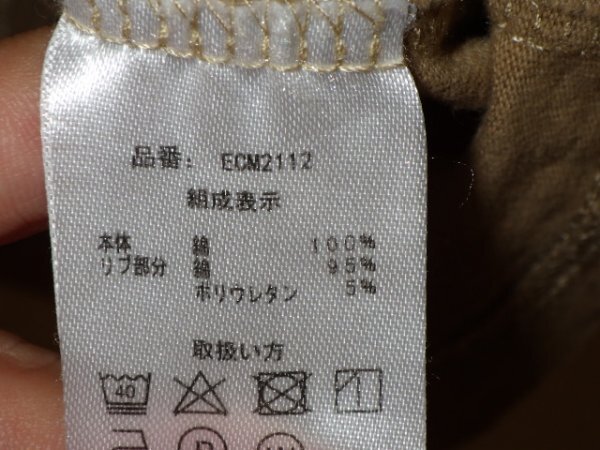 品番： ECM2112
組成表示
本体 綿 100%
リブ部分 綿 95%
ポリウレタン 5%
取扱い方
40